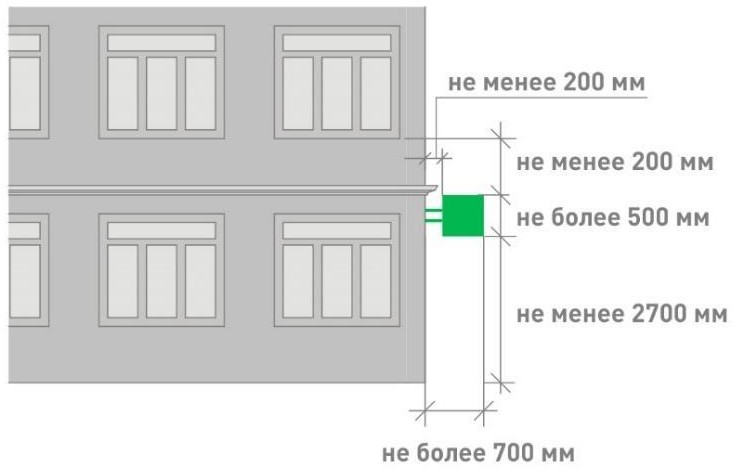 не менее 200 мм
не менее 200 мм
не более 500 мм
не менее 2700 мм
не более 700 мм